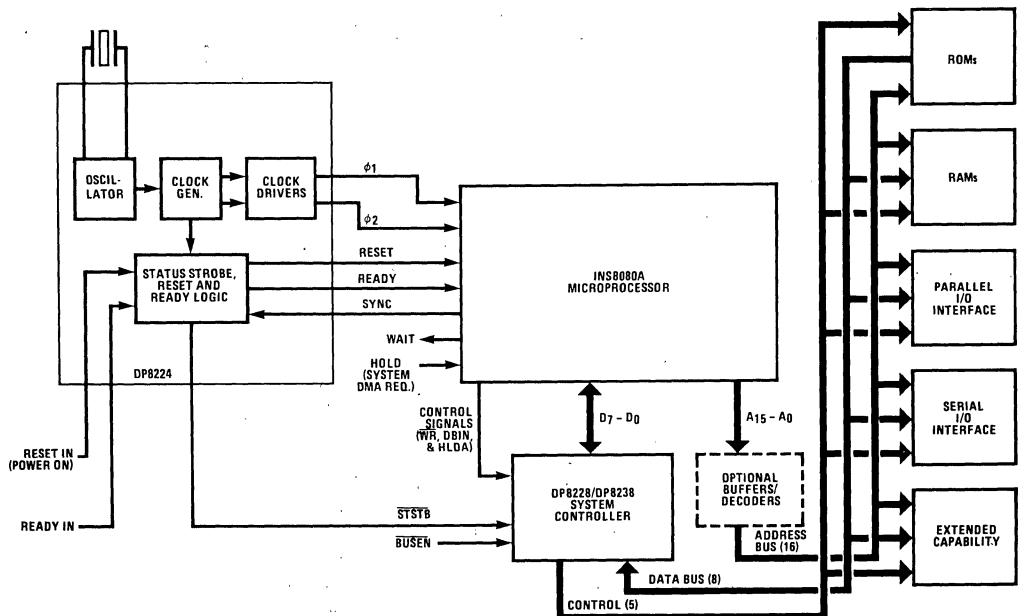 OSCIL-
LATOR
CLOCK
GEN.
CLOCK
DRIVERS
ϕ1
ϕ2
STATUS STROBE,
RESET AND
READY LOGIC
RESET
READY
SYNC
WAIT
HOLD
(SYSTEM
DMA REQ.)
DP8224
INS8080A
MICROPROCESSOR
RESET IN
(POWER ON)
READY IN
CONTROL
SIGNALS
(W̅R̅, DBIN,
& HLDA)
D7 – D0
A15 – A0
DP8228/DP8238
SYSTEM
CONTROLLER
OPTIONAL
BUFFERS/
DECODERS
S̅T̅S̅T̅B̅
B̅U̅S̅E̅N̅
ADDRESS
BUS (16)
DATA BUS (8)
CONTROL (5)
ROMs
RAMs
PARALLEL
I/O
INTERFACE
SERIAL
I/O
INTERFACE
EXTENDED
CAPABILITY